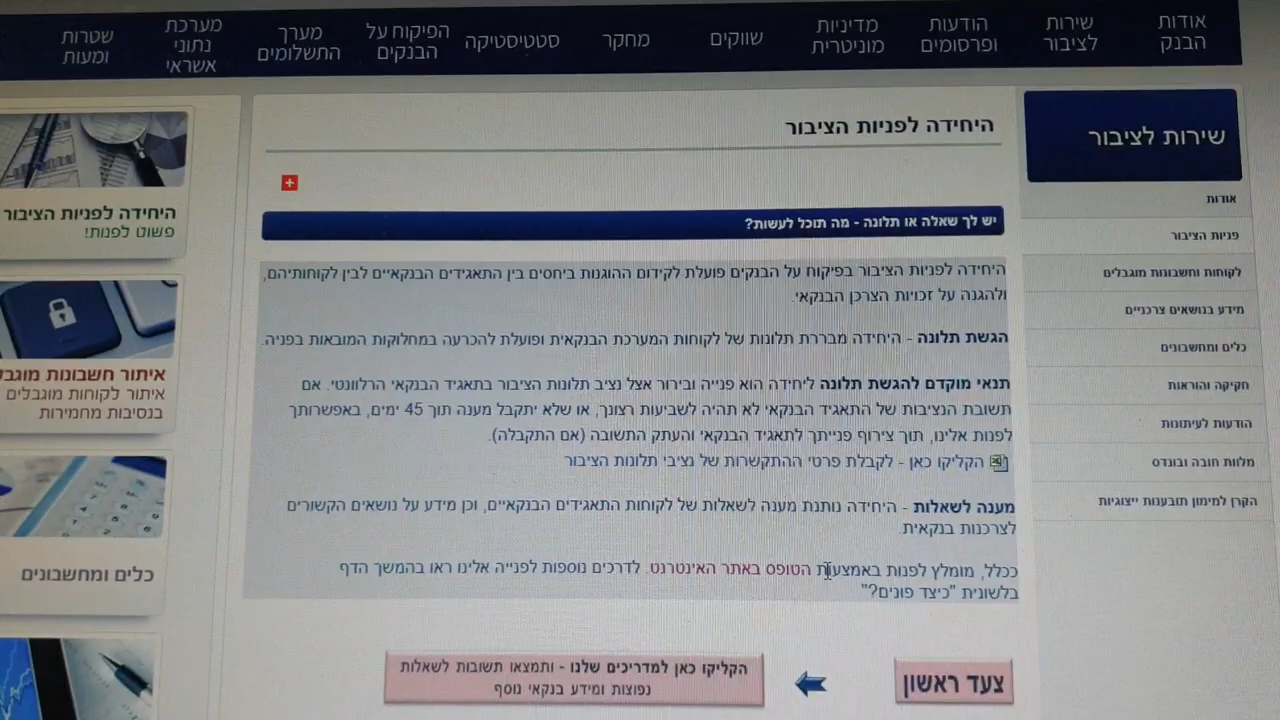 אודות
הבנק
שירות
לציבור
הודעות
ופרסומים
מדיניות
מוניטרית
שווקים
מחקר
סטטיסטיקה
הפיקוח על
הבנקים
מערך
התשלומים
מערכת
נתוני
אשראי
שטרות
ומעות
שירות לציבור
אודות
פניות הציבור
לקוחות וחשבונות מוגבלים
מידע בנושאים צרכניים
כלים ומחשבונים
חקיקה והוראות
הודעות לעיתונות
מלוות חובה ובונדס
הקרן למימון תובענות ייצוגיות
היחידה לפניות הציבור
יש לך שאלה או תלונה - מה תוכל לעשות?
היחידה לפניות הציבור בפיקוח על הבנקים פועלת לקידום ההוגנות ביחסים בין התאגידים הבנקאיים לבין לקוחותיהם,
ולהגנה על זכויות הצרכן הבנקאי.
הגשת תלונה - היחידה מבררת תלונות של לקוחות המערכת הבנקאית ופועלת להכרעה במחלוקות המובאות בפניה.
תנאי מוקדם להגשת תלונה ליחידה הוא פנייה ובירור אצל נציב תלונות הציבור בתאגיד הבנקאי הרלוונטי. אם
תשובת הנציבות של התאגיד הבנקאי לא תהיה לשביעות רצונך, או שלא יתקבל מענה תוך 45 ימים, באפשרותך
לפנות אלינו, תוך צירוף פנייתך לתאגיד הבנקאי והעתק התשובה (אם התקבלה).
הקליקו כאן - לקבלת פרטי ההתקשרות של נציבי תלונות הציבור
מענה לשאלות - היחידה נותנת מענה לשאלות של לקוחות התאגידים הבנקאיים, וכן מידע על נושאים הקשורים
לצרכנות בנקאית.
ככלל, מומלץ לפנות באמצעות הטופס באתר האינטרנט. לדרכים נוספות לפנייה אלינו ראו בהמשך הדף
בלשונית "כיצד פונים?"
צעד ראשון
הקליקו כאן למדריכים שלנו - ותמצאו תשובות לשאלות
נפוצות ומידע בנקאי נוסף
היחידה לפניות הציבור
פשוט לפנות!
איתור חשבונות מוגבל
איתור לקוחות מוגבלים
בנסיבות מחמירות
כלים ומחשבונים